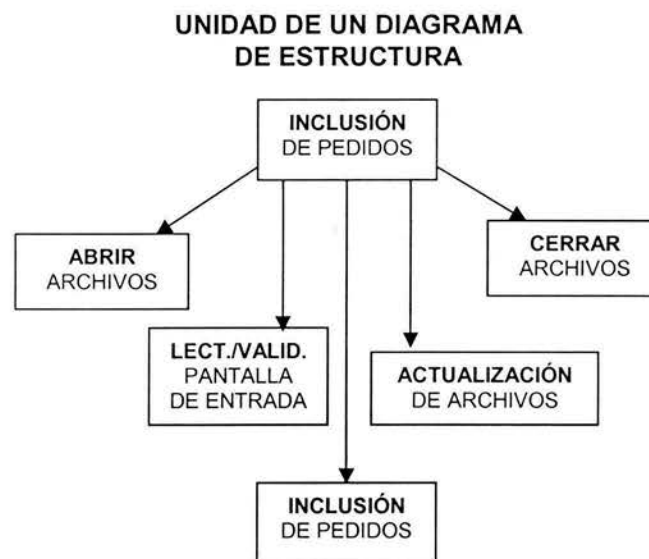 UNIDAD DE UN DIAGRAMA
DE ESTRUCTURA
INCLUSIÓN
DE PEDIDOS
ABRIR
ARCHIVOS
CERRAR
ARCHIVOS
LECT./VALID.
PANTALLA
DE ENTRADA
ACTUALIZACIÓN
DE ARCHIVOS
INCLUSIÓN
DE PEDIDOS